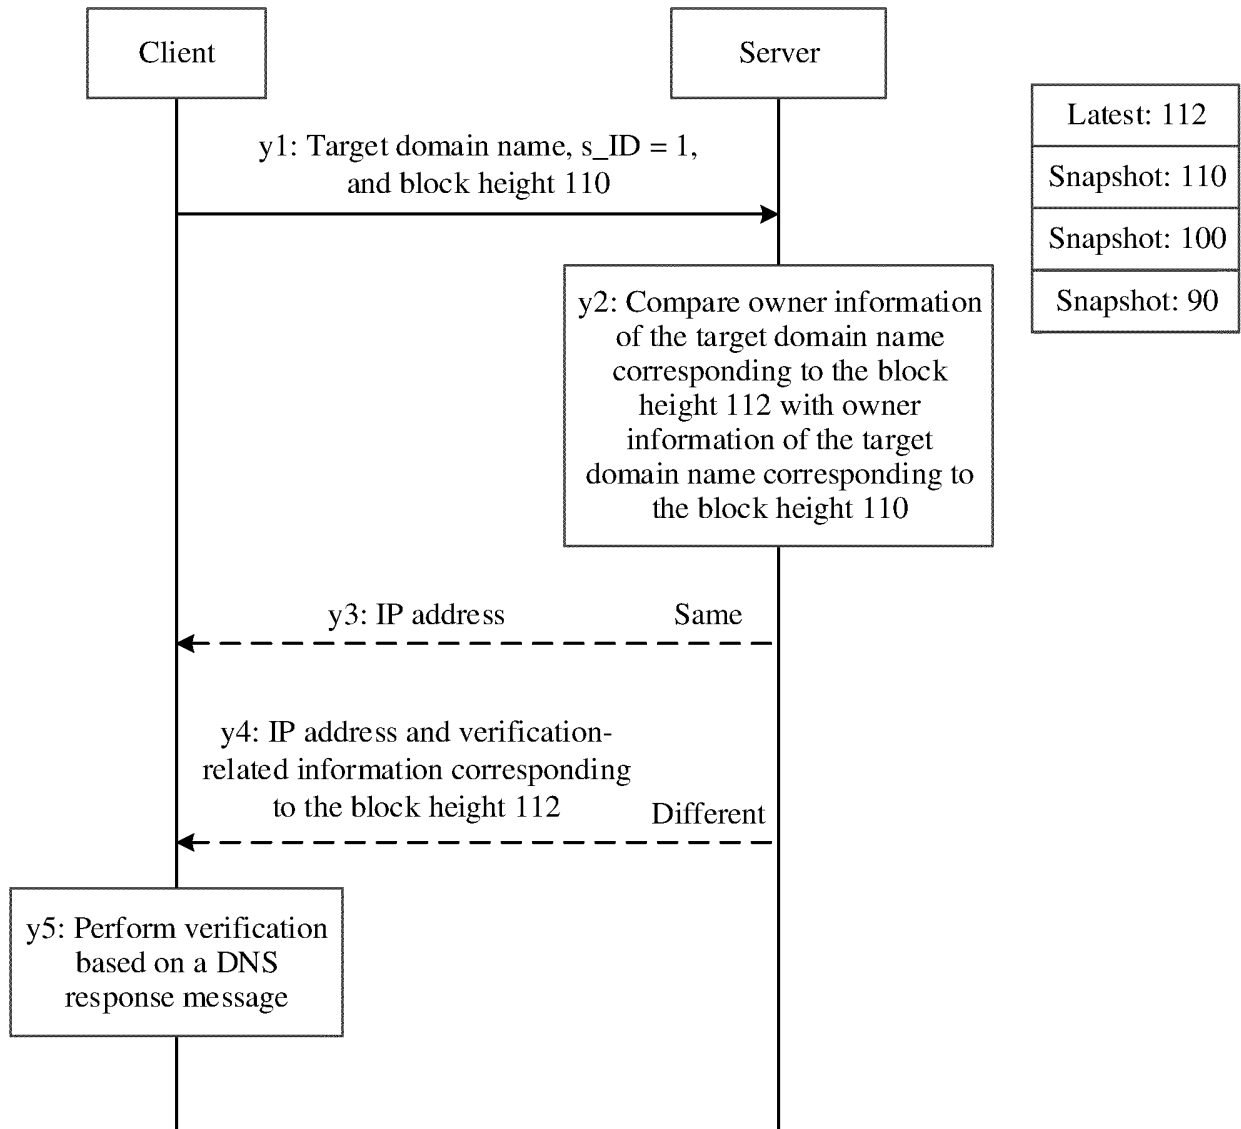 Client
Server
Latest: 112
Snapshot: 110
Snapshot: 100
Snapshot: 90
y1: Target domain name, s_ID = 1,
and block height 110
y2: Compare owner information
of the target domain name
corresponding to the block
height 112 with owner
information of the target
domain name corresponding to
the block height 110
y3: IP address
Same
y4: IP address and verification-
related information corresponding
to the block height 112
Different
y5: Perform verification
based on a DNS
response message